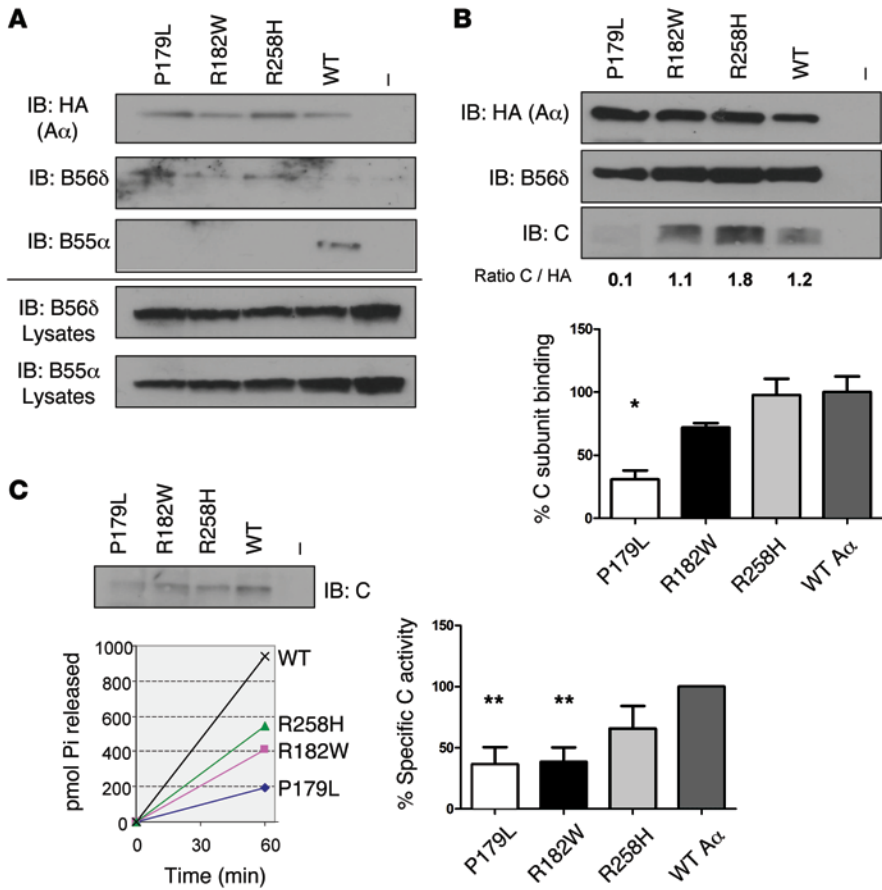 A
P179L
R182W
R258H
WT
–
IB: HA
(Aα)
IB: B56δ
IB: B55α
IB: B56δ
Lysates
IB: B55α
Lysates
B
P179L
R182W
R258H
WT
–
IB: HA (Aα)
IB: B56δ
IB: C
Ratio C / HA 0.1 1.1 1.8 1.2
% C subunit binding
150
100
50
0
*
P179L
R182W
R258H
WT Aα
C
P179L
R182W
R258H
WT
–
IB: C
pmol Pi released
1000
800
600
400
200
0
WT
R258H
R182W
P179L
0 30 60
Time (min)
% Specific C activity
150
100
50
0
** **
P179L
R182W
R258H
WT Aα